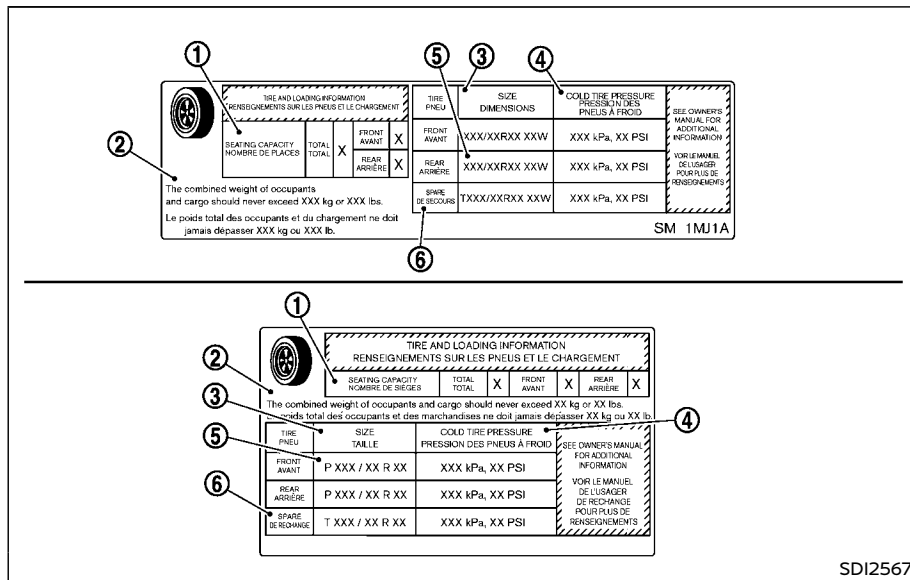 ① ⑤ ③ ④
TIRE AND LOADING INFORMATION
RENSEIGNEMENTS SUR LES PNEUS ET LE CHARGEMENT
SEATING CAPACITY
NOMBRE DE PLACES
TOTAL
TOTAL
X
FRONT
AVANT
X
REAR
ARRIÈRE
X
②
The combined weight of occupants
and cargo should never exceed XXX kg or XXX lbs.
Le poids total des occupants et du chargement ne doit
jamais dépasser XXX kg ou XXX lb.
TIRE
PNEU
SIZE
DIMENSIONS
COLD TIRE PRESSURE
PRESSION DES
PNEUS À FROID
FRONT
AVANT
XXX/XXRXX XXW
XXX kPa, XX PSI
REAR
ARRIÈRE
XXX/XXRXX XXW
XXX kPa, XX PSI
SPARE
DE SECOURS
TXXX/XXRXX XXW
XXX kPa, XX PSI
SEE OWNER'S
MANUAL FOR
ADDITIONAL
INFORMATION
VOIR LE MANUEL
DE L'USAGER
POUR PLUS DE
RENSEIGNEMENTS
SM 1MJ1A
⑥
①
TIRE AND LOADING INFORMATION
RENSEIGNEMENTS SUR LES PNEUS ET LE CHARGEMENT
②
SEATING CAPACITY
NOMBRE DE SIÈGES
TOTAL
TOTAL
X
FRONT
AVANT
X
REAR
ARRIÈRE
X
The combined weight of occupants and cargo should never exceed XX kg or XX lbs.
Le poids total des occupants et des marchandises ne doit jamais dépasser XX kg ou XX lb.
③
④
TIRE
PNEU
SIZE
TAILLE
COLD TIRE PRESSURE
PRESSION DES PNEUS À FROID
⑤
FRONT
AVANT
P XXX / XX R XX
XXX kPa, XX PSI
REAR
ARRIÈRE
P XXX / XX R XX
XXX kPa, XX PSI
⑥
SPARE
DE RECHANGE
T XXX / XX R XX
XXX kPa, XX PSI
SEE OWNER'S MANUAL
FOR ADDITIONAL
INFORMATION
VOIR LE MANUEL
DE L'USAGER
DE RECHANGE
POUR PLUS DE
RENSEIGNEMENTS
SDI2567